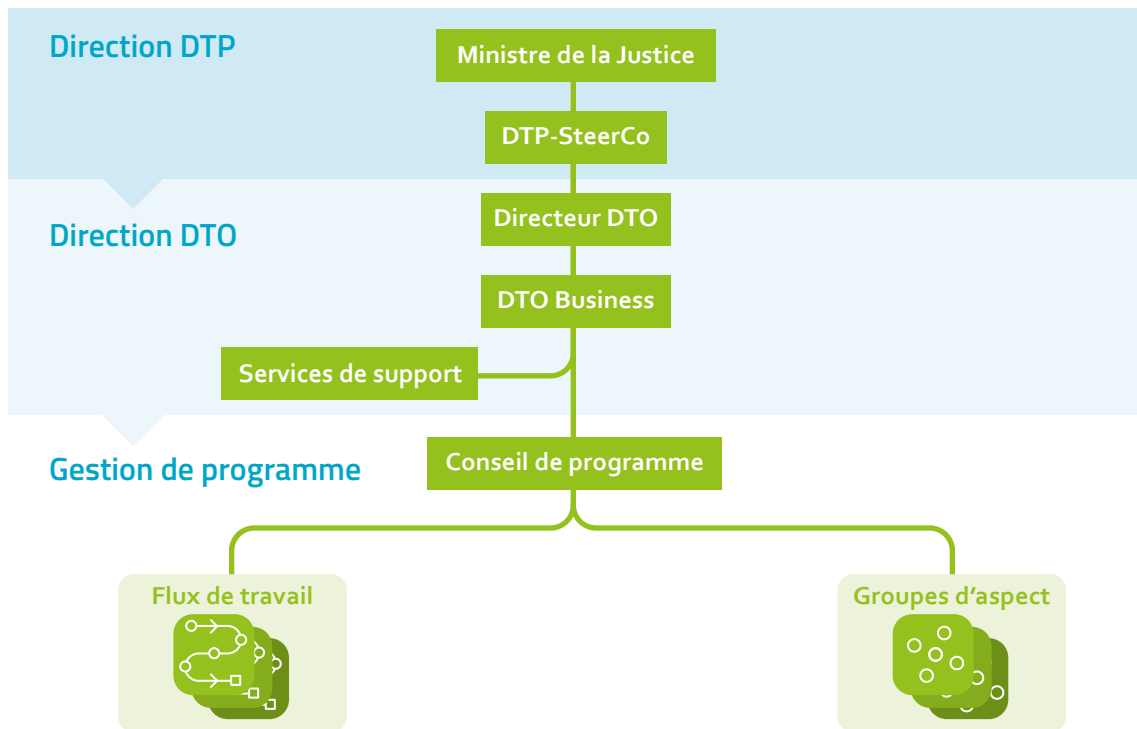 Direction DTP
Ministre de la Justice
DTP-SteerCo
Directeur DTO
Direction DTO
DTO Business
Services de support
Conseil de programme
Gestion de programme
Flux de travail
Groupes d’aspect